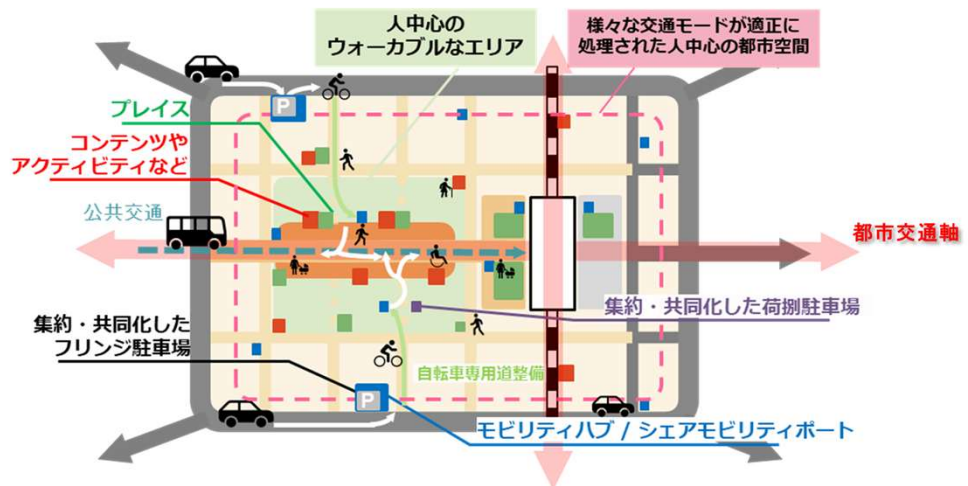 人中心の
ウォーカブルなエリア
様々な交通モードが適正に
処理された人中心の都市空間
P
プレイス
コンテンツや
アクティビティなど
公共交通
都市交通軸
集約・共同化した荷捌駐車場
集約・共同化した
フリンジ駐車場
自転車専用道整備
P
モビリティハブ / シェアモビリティポート